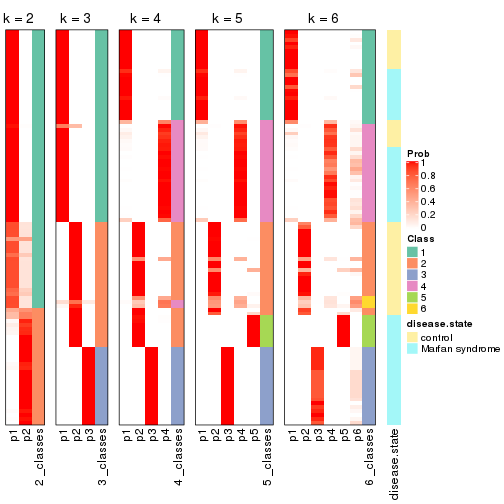 k = 2 k = 3 k = 4 k = 5 k = 6
Prob
1
0.8
0.6
0.4
0.2
0
Class
1
2
3
4
5
6
disease.state
control
Marfan syndrome
p1 p2 2_classes p1 p2 p3 3_classes p1 p2 p3 p4 4_classes p1 p2 p3 p4 p5 5_classes p1 p2 p3 p4 p5 p6 6_classes disease.state